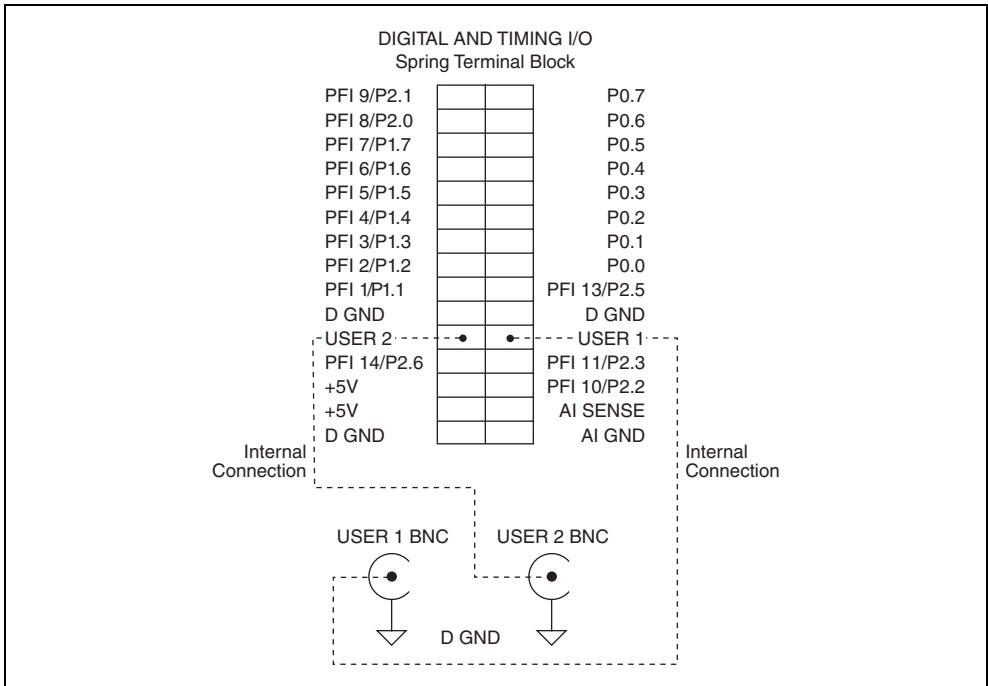 DIGITAL AND TIMING I/O
Spring Terminal Block
PFI 9/P2.1 P0.7
PFI 8/P2.0 P0.6
PFI 7/P1.7 P0.5
PFI 6/P1.6 P0.4
PFI 5/P1.5 P0.3
PFI 4/P1.4 P0.2
PFI 3/P1.3 P0.1
PFI 2/P1.2 P0.0
PFI 1/P1.1 PFI 13/P2.5
D GND D GND
USER 2 USER 1
PFI 14/P2.6 PFI 11/P2.3
+5V PFI 10/P2.2
+5V AI SENSE
D GND AI GND
Internal
Connection
Internal
Connection
USER 1 BNC USER 2 BNC
D GND